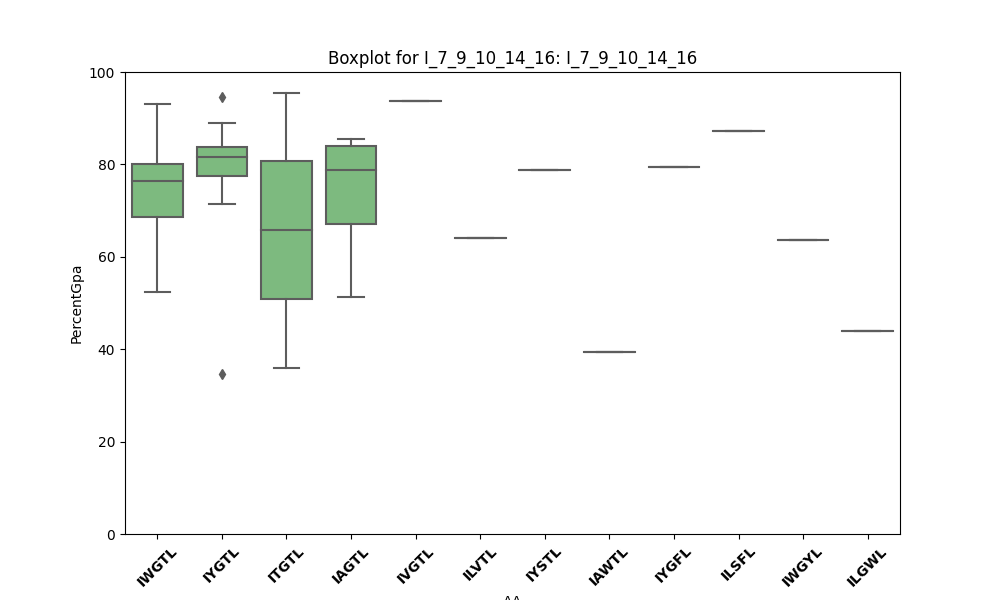 Boxplot for I_7_9_10_14_16: I_7_9_10_14_16
100
80
60
40
20
0
PercentGpa
IWGTL IYGTL ITGTL IAGTL IVGTL ILVTL IYSTL IAWTL IYGFL ILSFL IWGYL ILGWL
AA